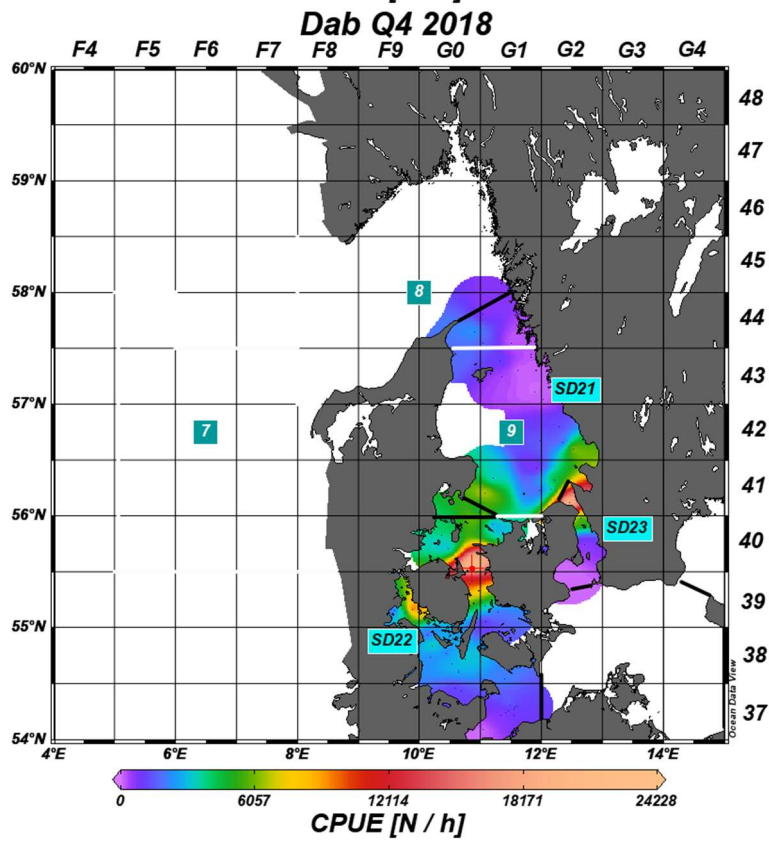 Dab Q4 2018
F4 F5 F6 F7 F8 F9 G0 G1 G2 G3 G4
60°N
48
47
59°N
46
45
58°N
8
44
43
SD21
57°N
7
9
42
41
56°N
SD23
40
39
55°N
SD22
38
37
54°N
4°E 6°E 8°E 10°E 12°E 14°E
Ocean Data View
0 6057 12114 18171 24228
CPUE [N / h]